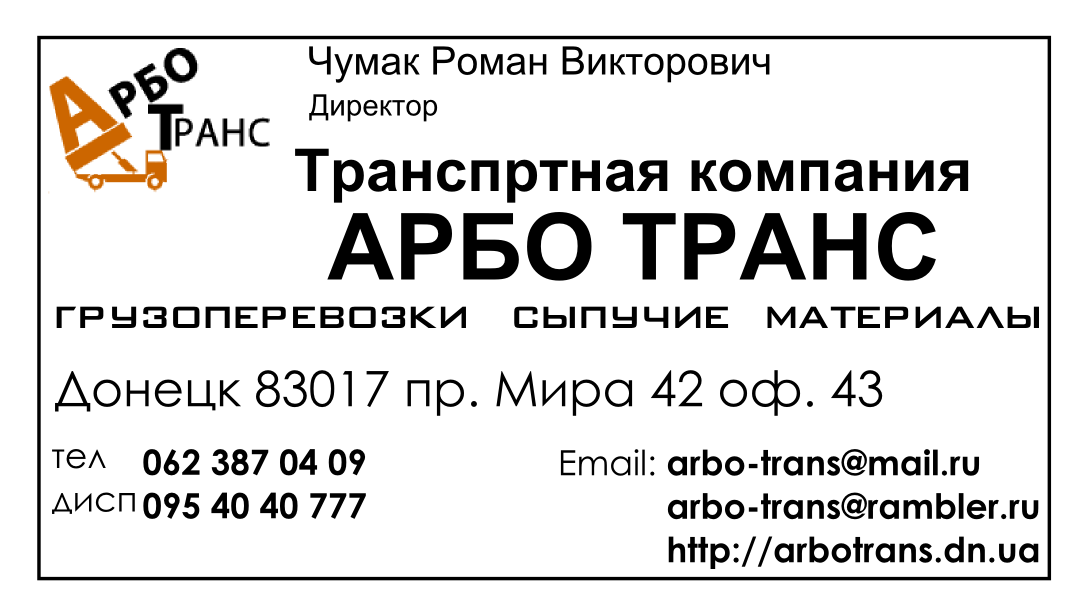 АРБО
ТРАНС
Чумак Роман Викторович
Директор
Транспртная компания
АРБО ТРАНС
ГРУЗОПЕРЕВОЗКИ СЫПУЧИЕ МАТЕРИАЛЫ
Донецк 83017 пр. Мира 42 оф. 43
тел 062 387 04 09
дисп 095 40 40 777
Email: arbo-trans@mail.ru
arbo-trans@rambler.ru
http://arbotrans.dn.ua